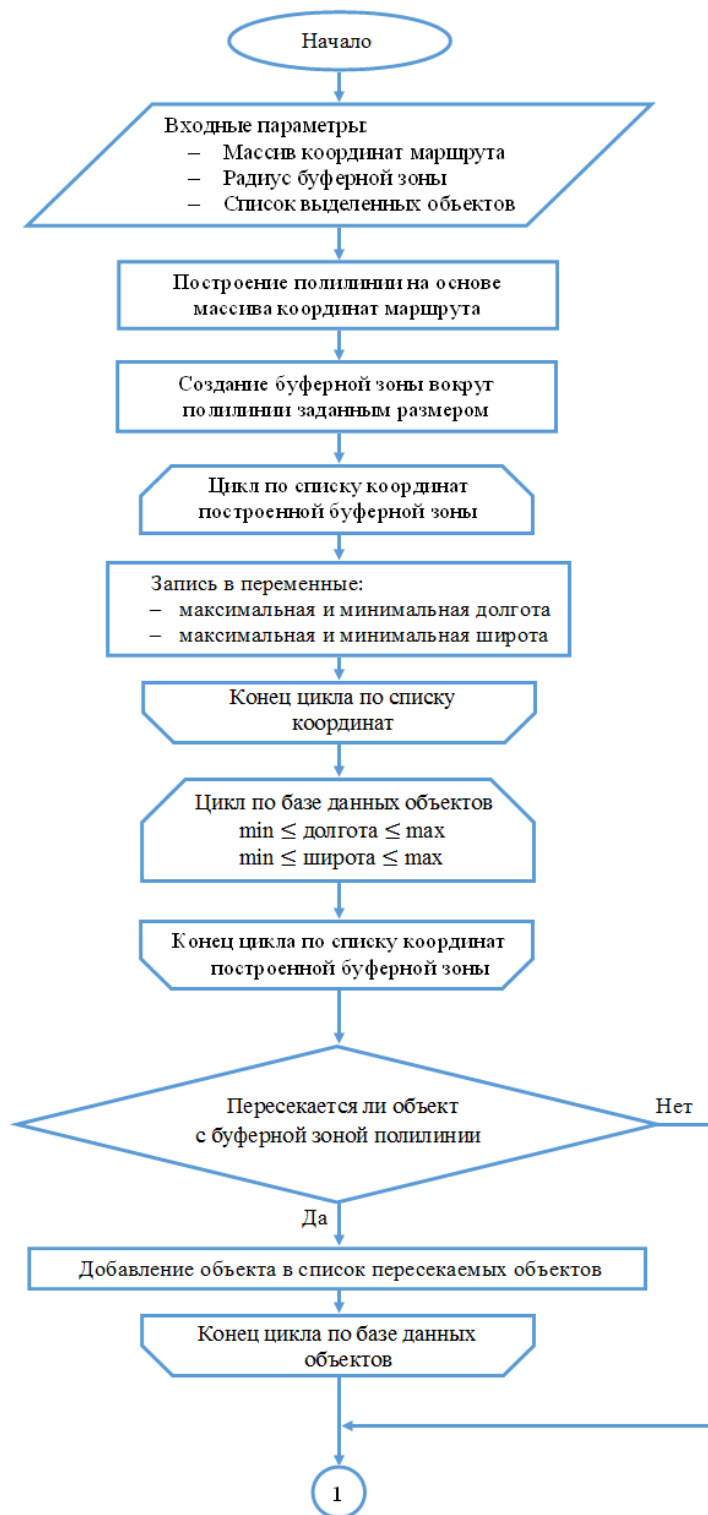 Начало
Входные параметры:
– Массив координат маршрута
– Радиус буферной зоны
– Список выделенных объектов
Построение полилинии на основе
массива координат маршрута
Создание буферной зоны вокруг
полилинии заданным размером
Цикл по списку координат
построенной буферной зоны
Запись в переменные:
– максимальная и минимальная долгота
– максимальная и минимальная широта
Конец цикла по списку
координат
Цикл по базе данных объектов
min ≤ долгота ≤ max
min ≤ широта ≤ max
Конец цикла по списку координат
построенной буферной зоны
Пересекается ли объект
с буферной зоной полилинии
Нет
Да
Добавление объекта в список пересекаемых объектов
Конец цикла по базе данных
объектов
1